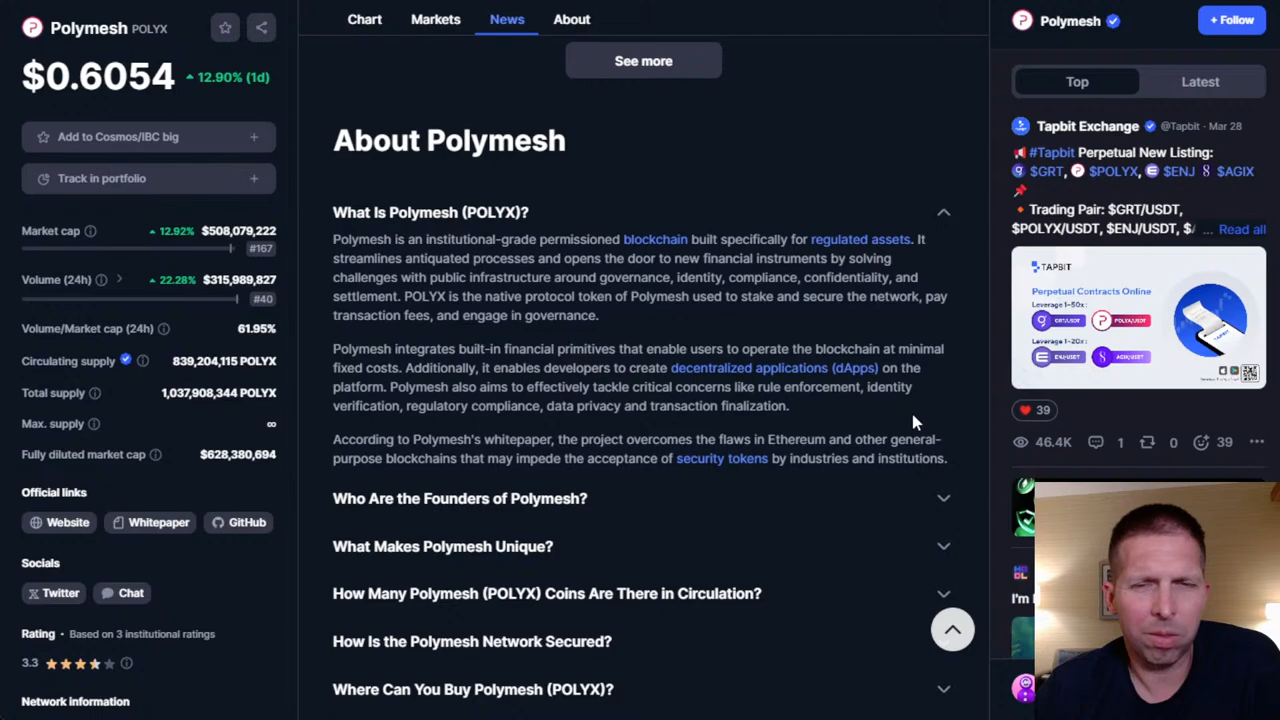 Polymesh POLYX
$0.6054 12.90% (1d)
Add to Cosmos/IBC big +
Track in portfolio +
Market cap 12.92% $508,079,222
#167
Volume (24h) 22.28% $315,989,827
#40
Volume/Market cap (24h) 61.95%
Circulating supply 839,204,115 POLYX
Total supply 1,037,908,344 POLYX
Max. supply ∞
Fully diluted market cap $628,380,694
Official links
Website Whitepaper GitHub
Socials
Twitter Chat
Rating • Based on 3 institutional ratings
3.3
Network information
Chart Markets News About
See more
About Polymesh
What Is Polymesh (POLYX)?
Polymesh is an institutional-grade permissioned blockchain built specifically for regulated assets. It
streamlines antiquated processes and opens the door to new financial instruments by solving
challenges with public infrastructure around governance, identity, compliance, confidentiality, and
settlement. POLYX is the native protocol token of Polymesh used to stake and secure the network, pay
transaction fees, and engage in governance.
Polymesh integrates built-in financial primitives that enable users to operate the blockchain at minimal
fixed costs. Additionally, it enables developers to create decentralized applications (dApps) on the
platform. Polymesh also aims to effectively tackle critical concerns like rule enforcement, identity
verification, regulatory compliance, data privacy and transaction finalization.
According to Polymesh's whitepaper, the project overcomes the flaws in Ethereum and other general-
purpose blockchains that may impede the acceptance of security tokens by industries and institutions.
Who Are the Founders of Polymesh?
What Makes Polymesh Unique?
How Many Polymesh (POLYX) Coins Are There in Circulation?
How Is the Polymesh Network Secured?
Where Can You Buy Polymesh (POLYX)?
Polymesh
+ Follow
Top Latest
Tapbit Exchange @Tapbit · Mar 28
#Tapbit Perpetual New Listing:
$GRT, $POLYX, $ENJ $AGIX
Trading Pair: $GRT/USDT,
$POLYX/USDT, $ENJ/USDT, $ ... Read all
TAPBIT
Perpetual Contracts Online
Leverage 1-50x:
GRT/USDT POLYX/USDT
Leverage 1-20x:
ENJ/USDT AGIX/USDT
39
46.4K 1 0 39 ...